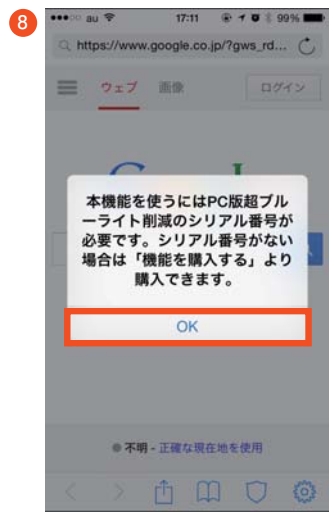 8
au 17:11 99%
https://www.google.co.jp/?gws_rd...
ウェブ 画像 ログイン
本機能を使うにはPC版超ブル
ーライト削減のシリアル番号が
必要です。シリアル番号がない
場合は「機能を購入する」より
購入できます。
OK
不明 - 正確な現在地を使用